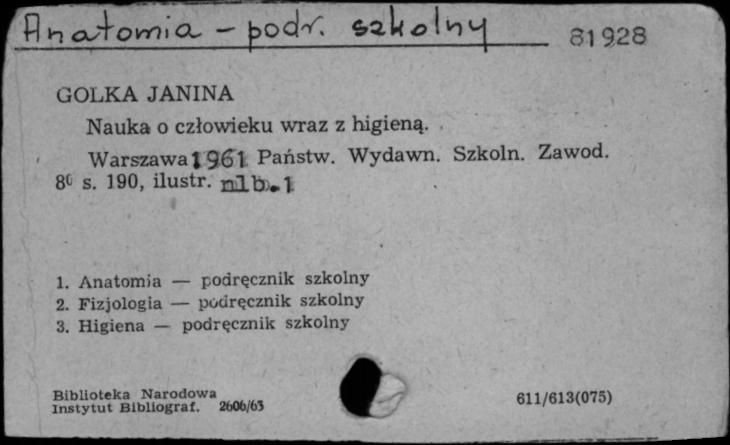 Anatomia – podr. szkolny
81928
GOLKA JANINA
Nauka o człowieku wraz z higieną.
Warszawa 1961 Państw. Wydawn. Szkoln. Zawod.
8⁰ s. 190, ilustr. nlb.1
1. Anatomia — podręcznik szkolny
2. Fizjologia — podręcznik szkolny
3. Higiena — podręcznik szkolny
Biblioteka Narodowa
Instytut Bibliograf. 2606/63
611/613(075)